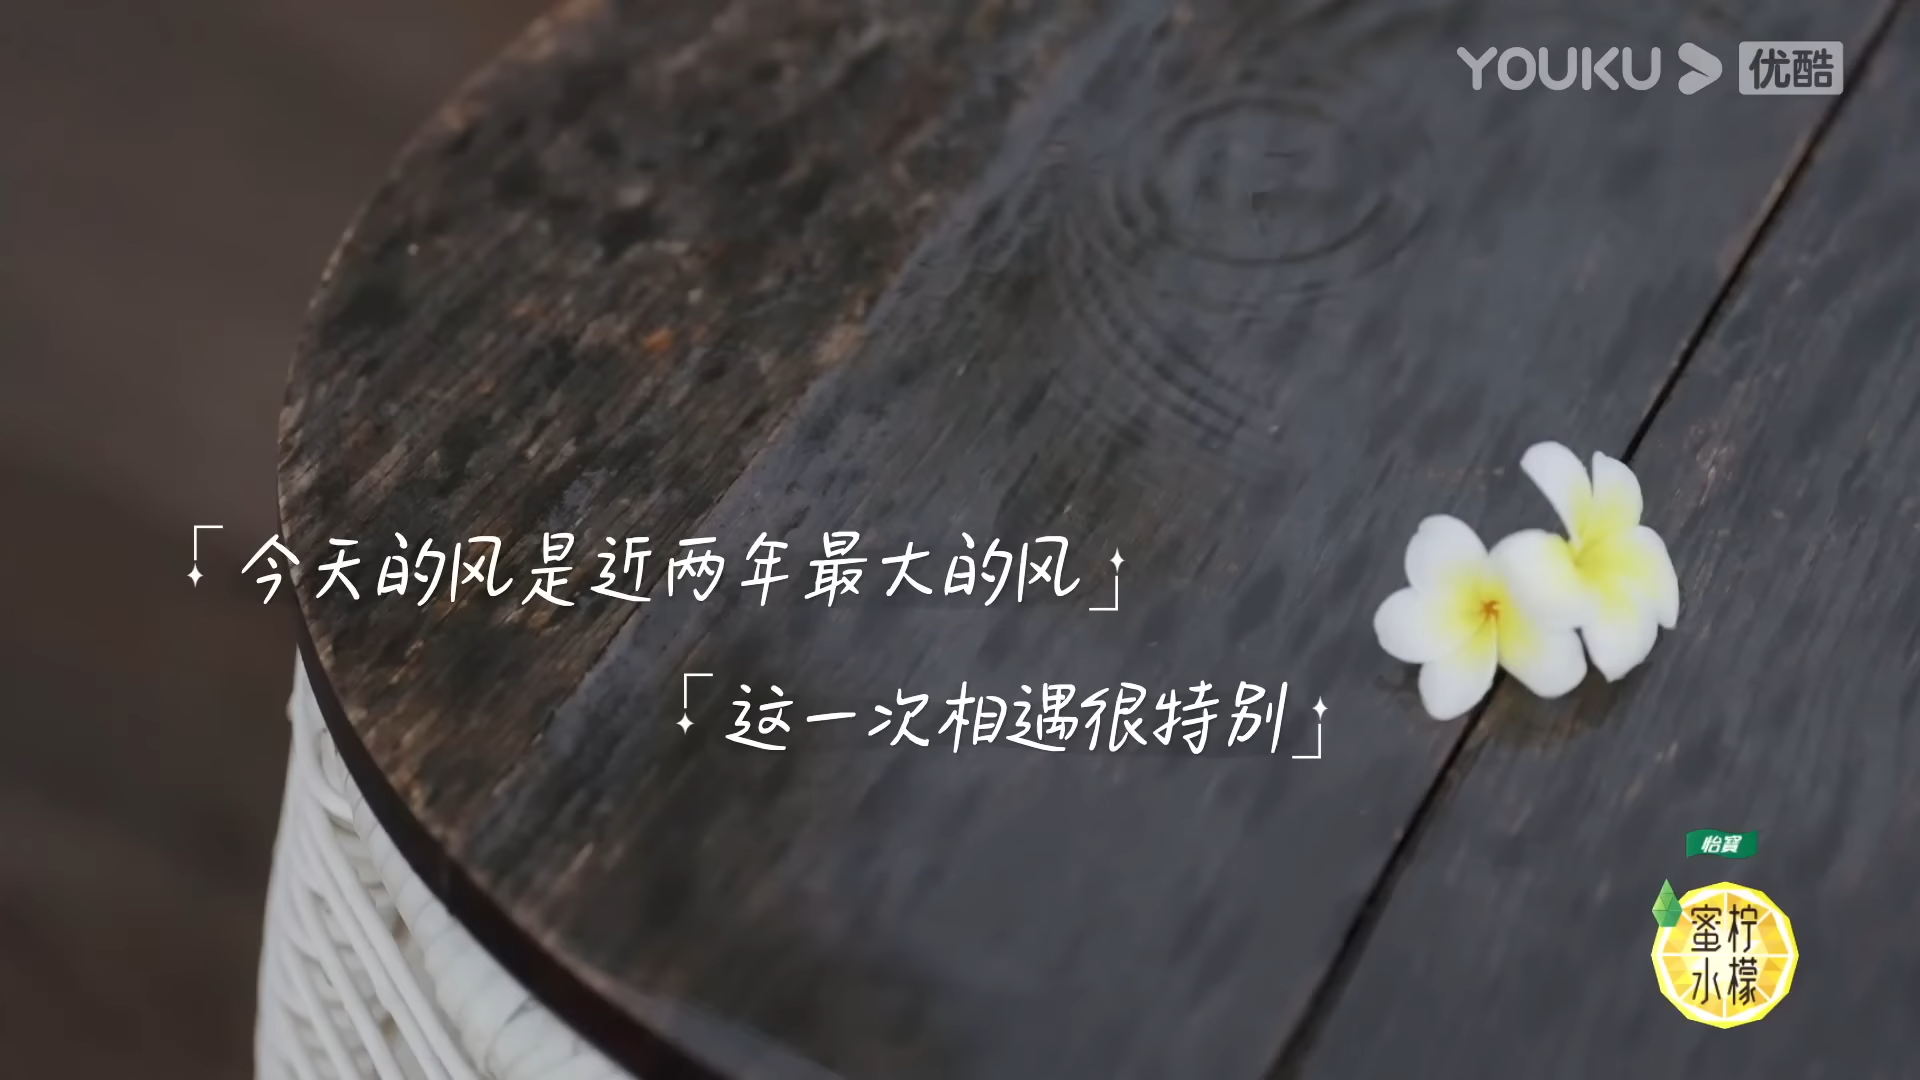 YOUKU 优酷
「今天的风是近两年最大的风」
「这一次相遇很特别」
怡寶
蜜柠
水檬